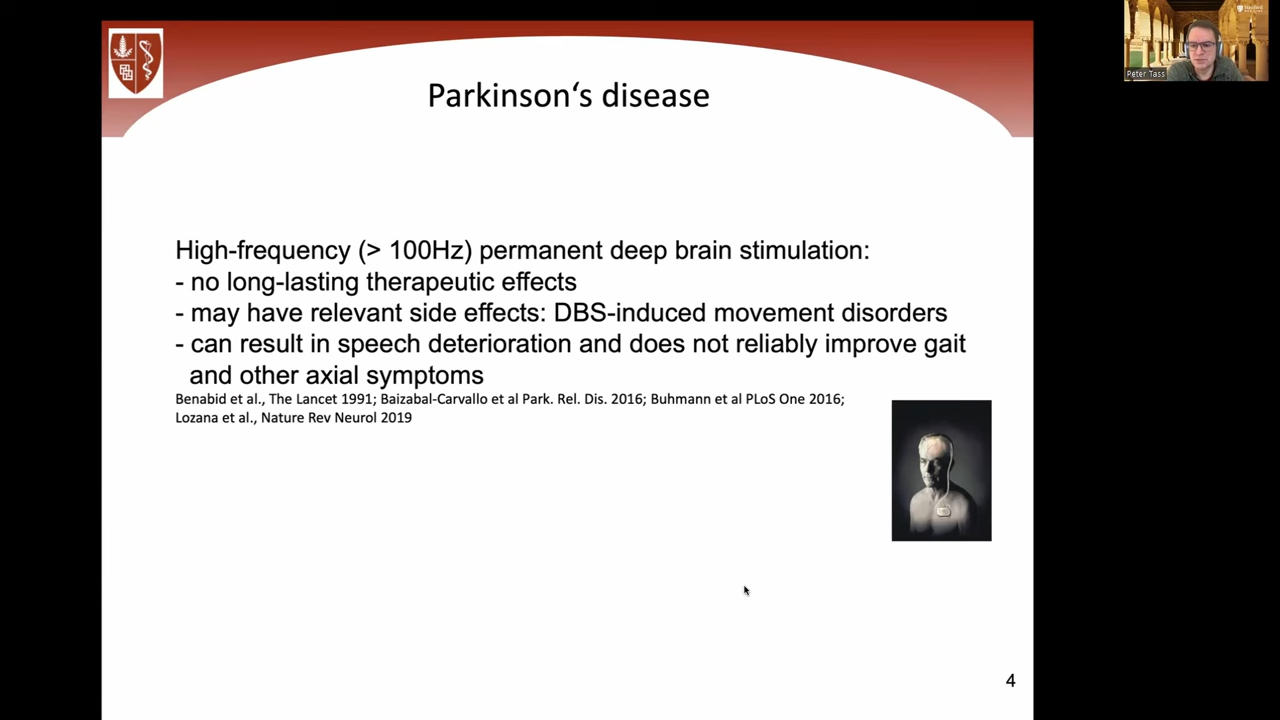 Parkinson‘s disease
High-frequency (> 100Hz) permanent deep brain stimulation:
- no long-lasting therapeutic effects
- may have relevant side effects: DBS-induced movement disorders
- can result in speech deterioration and does not reliably improve gait
and other axial symptoms
Benabid et al., The Lancet 1991; Baizabal-Carvallo et al Park. Rel. Dis. 2016; Buhmann et al PLoS One 2016;
Lozana et al., Nature Rev Neurol 2019
4
Peter Tass